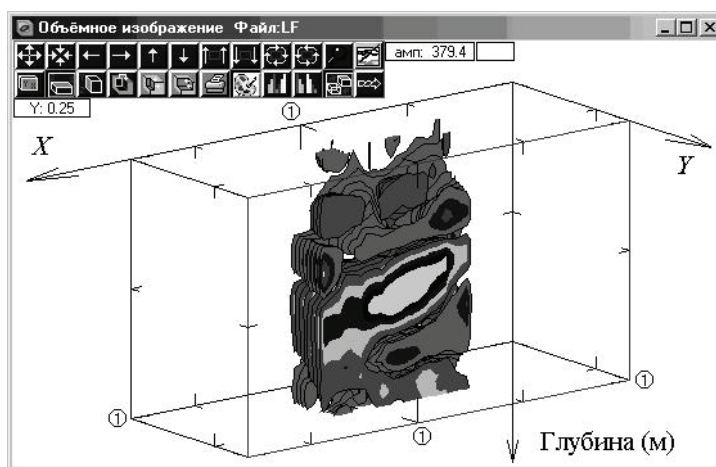 Объёмное изображение Файл:LF
амп: 379.4
Y: 0.25
1
X
Y
1
1
1
Глубина (м)